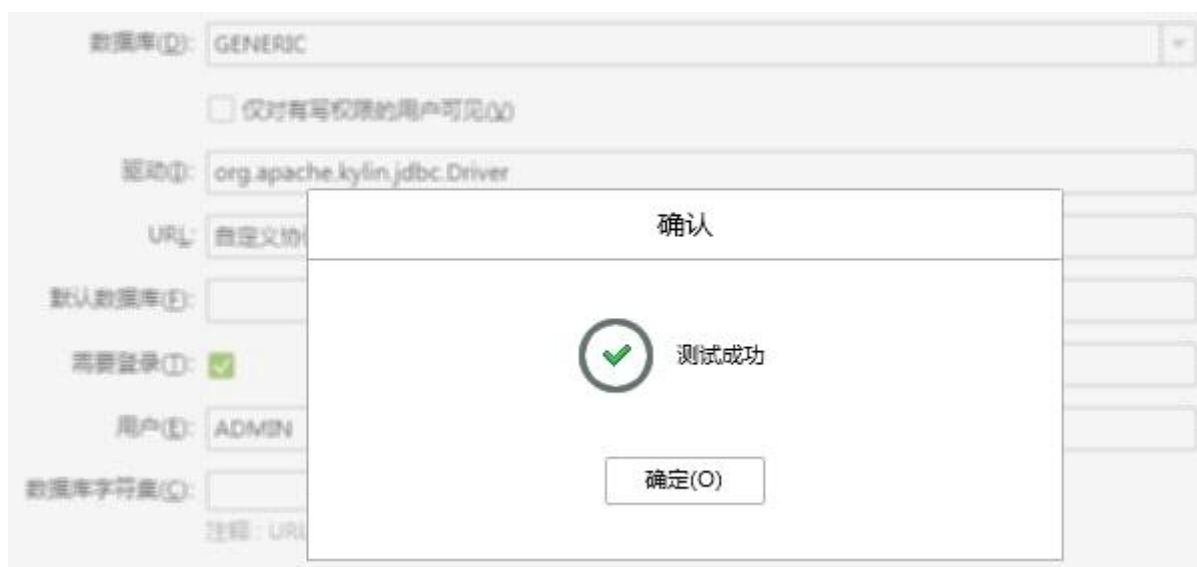 数据库(D): GENERIC
仅对有写权限的用户可见(V)
驱动(I): org.apache.kylin.jdbc.Driver
URL: 自定义协
确认
默认数据库(F):
测试成功
需要登录(T):
用户(E): ADMIN
确定(O)
数据库字符集(C):
注释 : URL